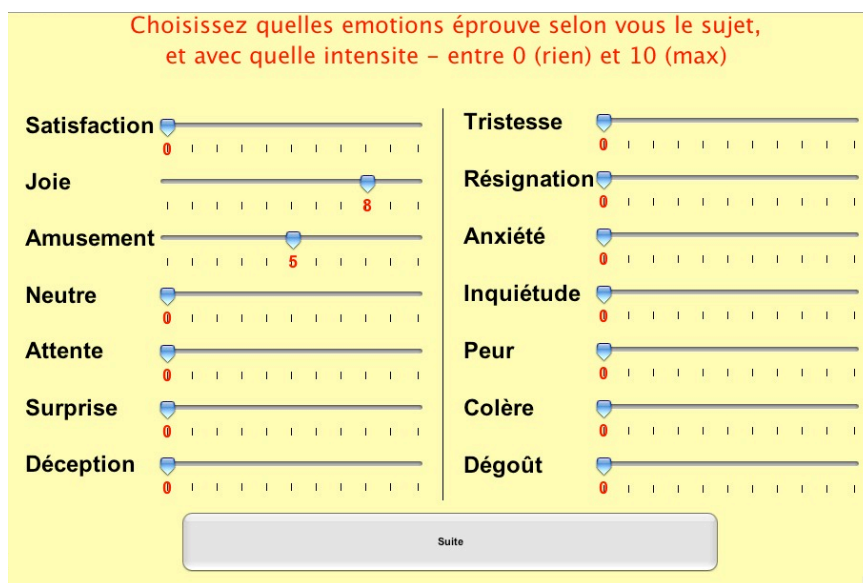 Choisissez quelles emotions éprouve selon vous le sujet,
et avec quelle intensite – entre 0 (rien) et 10 (max)
Satisfaction
0
Joie
8
Amusement
5
Neutre
0
Attente
0
Surprise
0
Déception
0
Tristesse
0
Résignation
0
Anxiété
0
Inquiétude
0
Peur
0
Colère
0
Dégoût
0
Suite